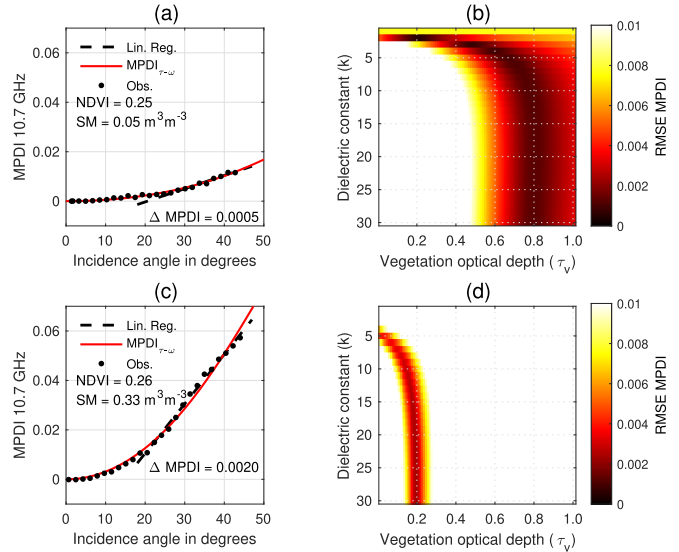 (a)
0.06
0.04
0.02
0
MPDI 10.7 GHz
Lin. Reg.
MPDI τ−ω
Obs.
NDVI = 0.25
SM = 0.05 m³m⁻³
Δ MPDI = 0.0005
0 10 20 30 40 50
Incidence angle in degrees
(b)
5
10
15
20
25
30
Dielectric constant (k)
0.2 0.4 0.6 0.8 1.0
Vegetation optical depth (τv)
0.01
0.008
0.006
0.004
0.002
0
RMSE MPDI
(c)
0.06
0.04
0.02
0
MPDI 10.7 GHz
Lin. Reg.
MPDI τ−ω
Obs.
NDVI = 0.26
SM = 0.33 m³m⁻³
Δ MPDI = 0.0020
0 10 20 30 40 50
Incidence angle in degrees
(d)
5
10
15
20
25
30
Dielectric constant (k)
0.2 0.4 0.6 0.8 1.0
Vegetation optical depth (τv)
0.01
0.008
0.006
0.004
0.002
0
RMSE MPDI